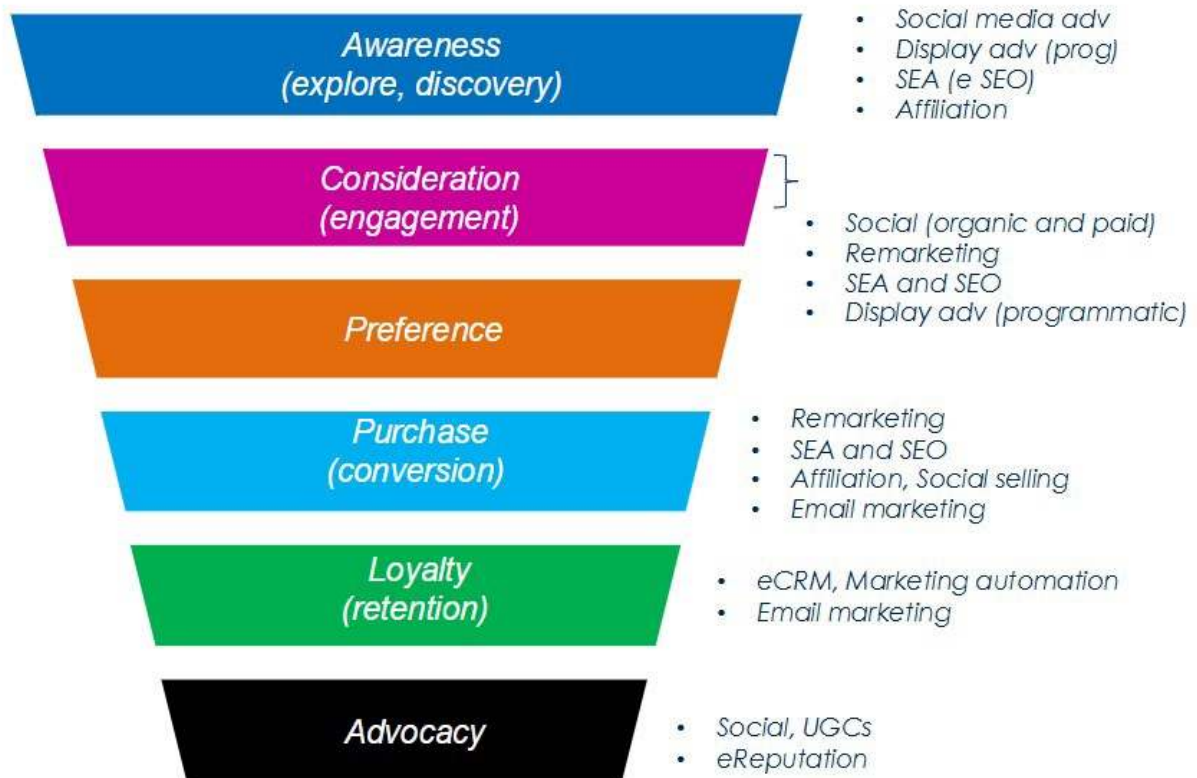 Awareness
(explore, discovery)
• Social media adv
• Display adv (prog)
• SEA (e SEO)
• Affiliation
Consideration
(engagement)
• Social (organic and paid)
• Remarketing
• SEA and SEO
• Display adv (programmatic)
Preference
Purchase
(conversion)
• Remarketing
• SEA and SEO
• Affiliation, Social selling
• Email marketing
Loyalty
(retention)
• eCRM, Marketing automation
• Email marketing
Advocacy
• Social, UGCs
• eReputation